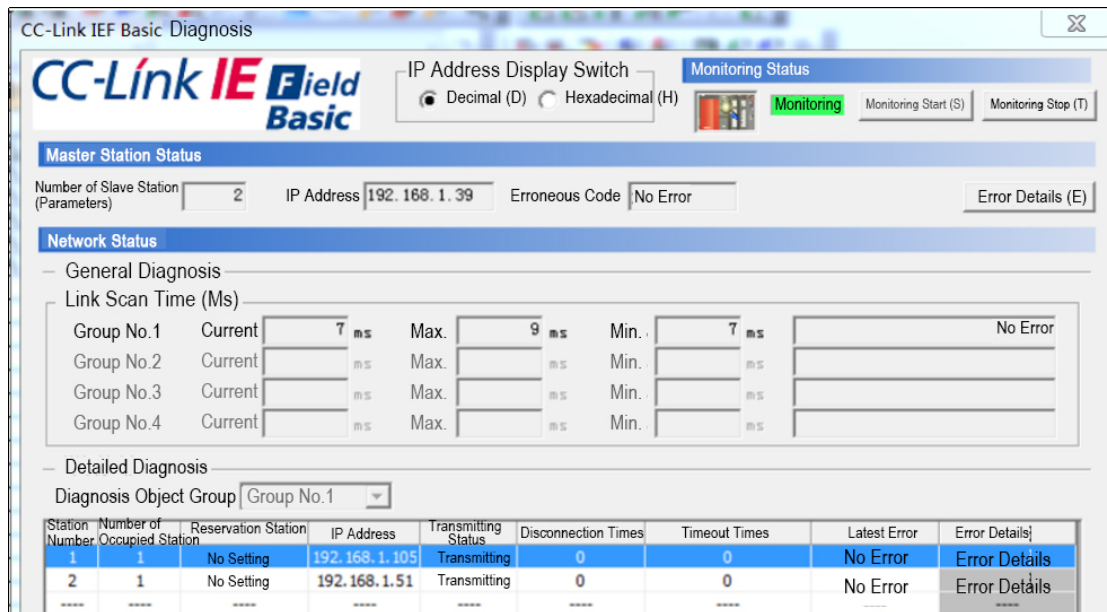 CC-Link IEF Basic Diagnosis
CC-Línk IE Field
Basic
IP Address Display Switch
Decimal (D) Hexadecimal (H)
Monitoring Status
Monitoring Monitoring Start (S) Monitoring Stop (T)
Master Station Status
Number of Slave Station
(Parameters) 2 IP Address 192.168.1.39 Erroneous Code :No Error Error Details (E)
Network Status
General Diagnosis
Link Scan Time (Ms)
Group No.1 Current 7 ms Max. 9 ms Min. 7 ms No Error
Group No.2 Current ms Max. ms Min. ms
Group No.3 Current ms Max. ms Min. ms
Group No.4 Current ms Max. ms Min. ms
Detailed Diagnosis
Diagnosis Object Group Group No.1
Station Number Number of Occupied Station Reservation Station IP Address Transmitting Status Disconnection Times Timeout Times Latest Error Error Details
1 1 No Setting 192.168.1.105 Transmitting 0 0 No Error Error Details
2 1 No Setting 192.168.1.51 Transmitting 0 0 No Error Error Details
---- ---- ---- ---- ---- ---- ---- ---- ----